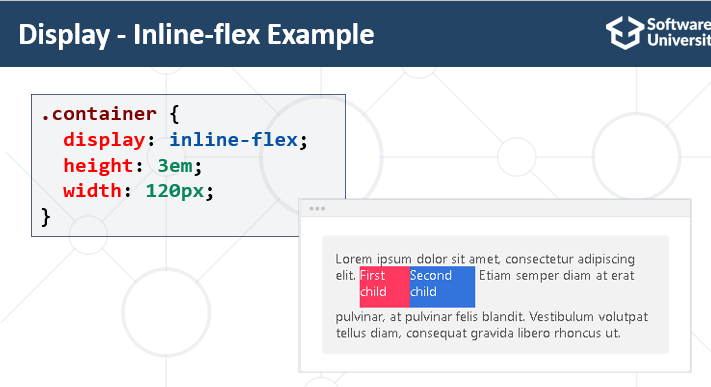 Display - Inline-flex Example
Software
Universit
.container {
display: inline-flex;
height: 3em;
width: 120px;
}
Lorem ipsum dolor sit amet, consectetur adipiscing
elit. First child Second child Etiam semper diam at erat
pulvinar, at pulvinar felis blandit. Vestibulum volutpat
tellus diam, consequat gravida libero rhoncus ut.